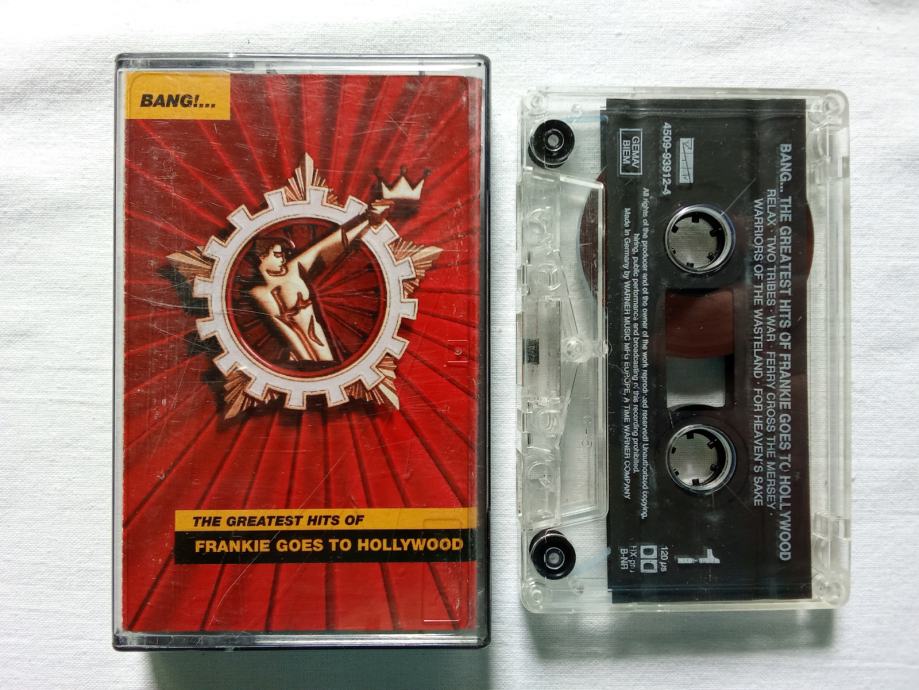 BANG!...
THE GREATEST HITS OF
FRANKIE GOES TO HOLLYWOOD
BANG... THE GREATEST HITS OF FRANKIE GOES TO HOLLYWOOD
RELAX · TWO TRIBES · WAR · FERRY CROSS THE MERSEY ·
WARRIORS OF THE WASTELAND · FOR HEAVEN'S SAKE
4509-93912-4
GEMA/
BIEM
All rights of the producer and of the owner of the work reproduced reserved! Unauthorized copying,
hiring, public performance and broadcasting of this recording prohibited.
Made in Germany by WARNER MUSIC MFG EUROPE, A TIME WARNER COMPANY
1
120 µs
HX pro
B-NR